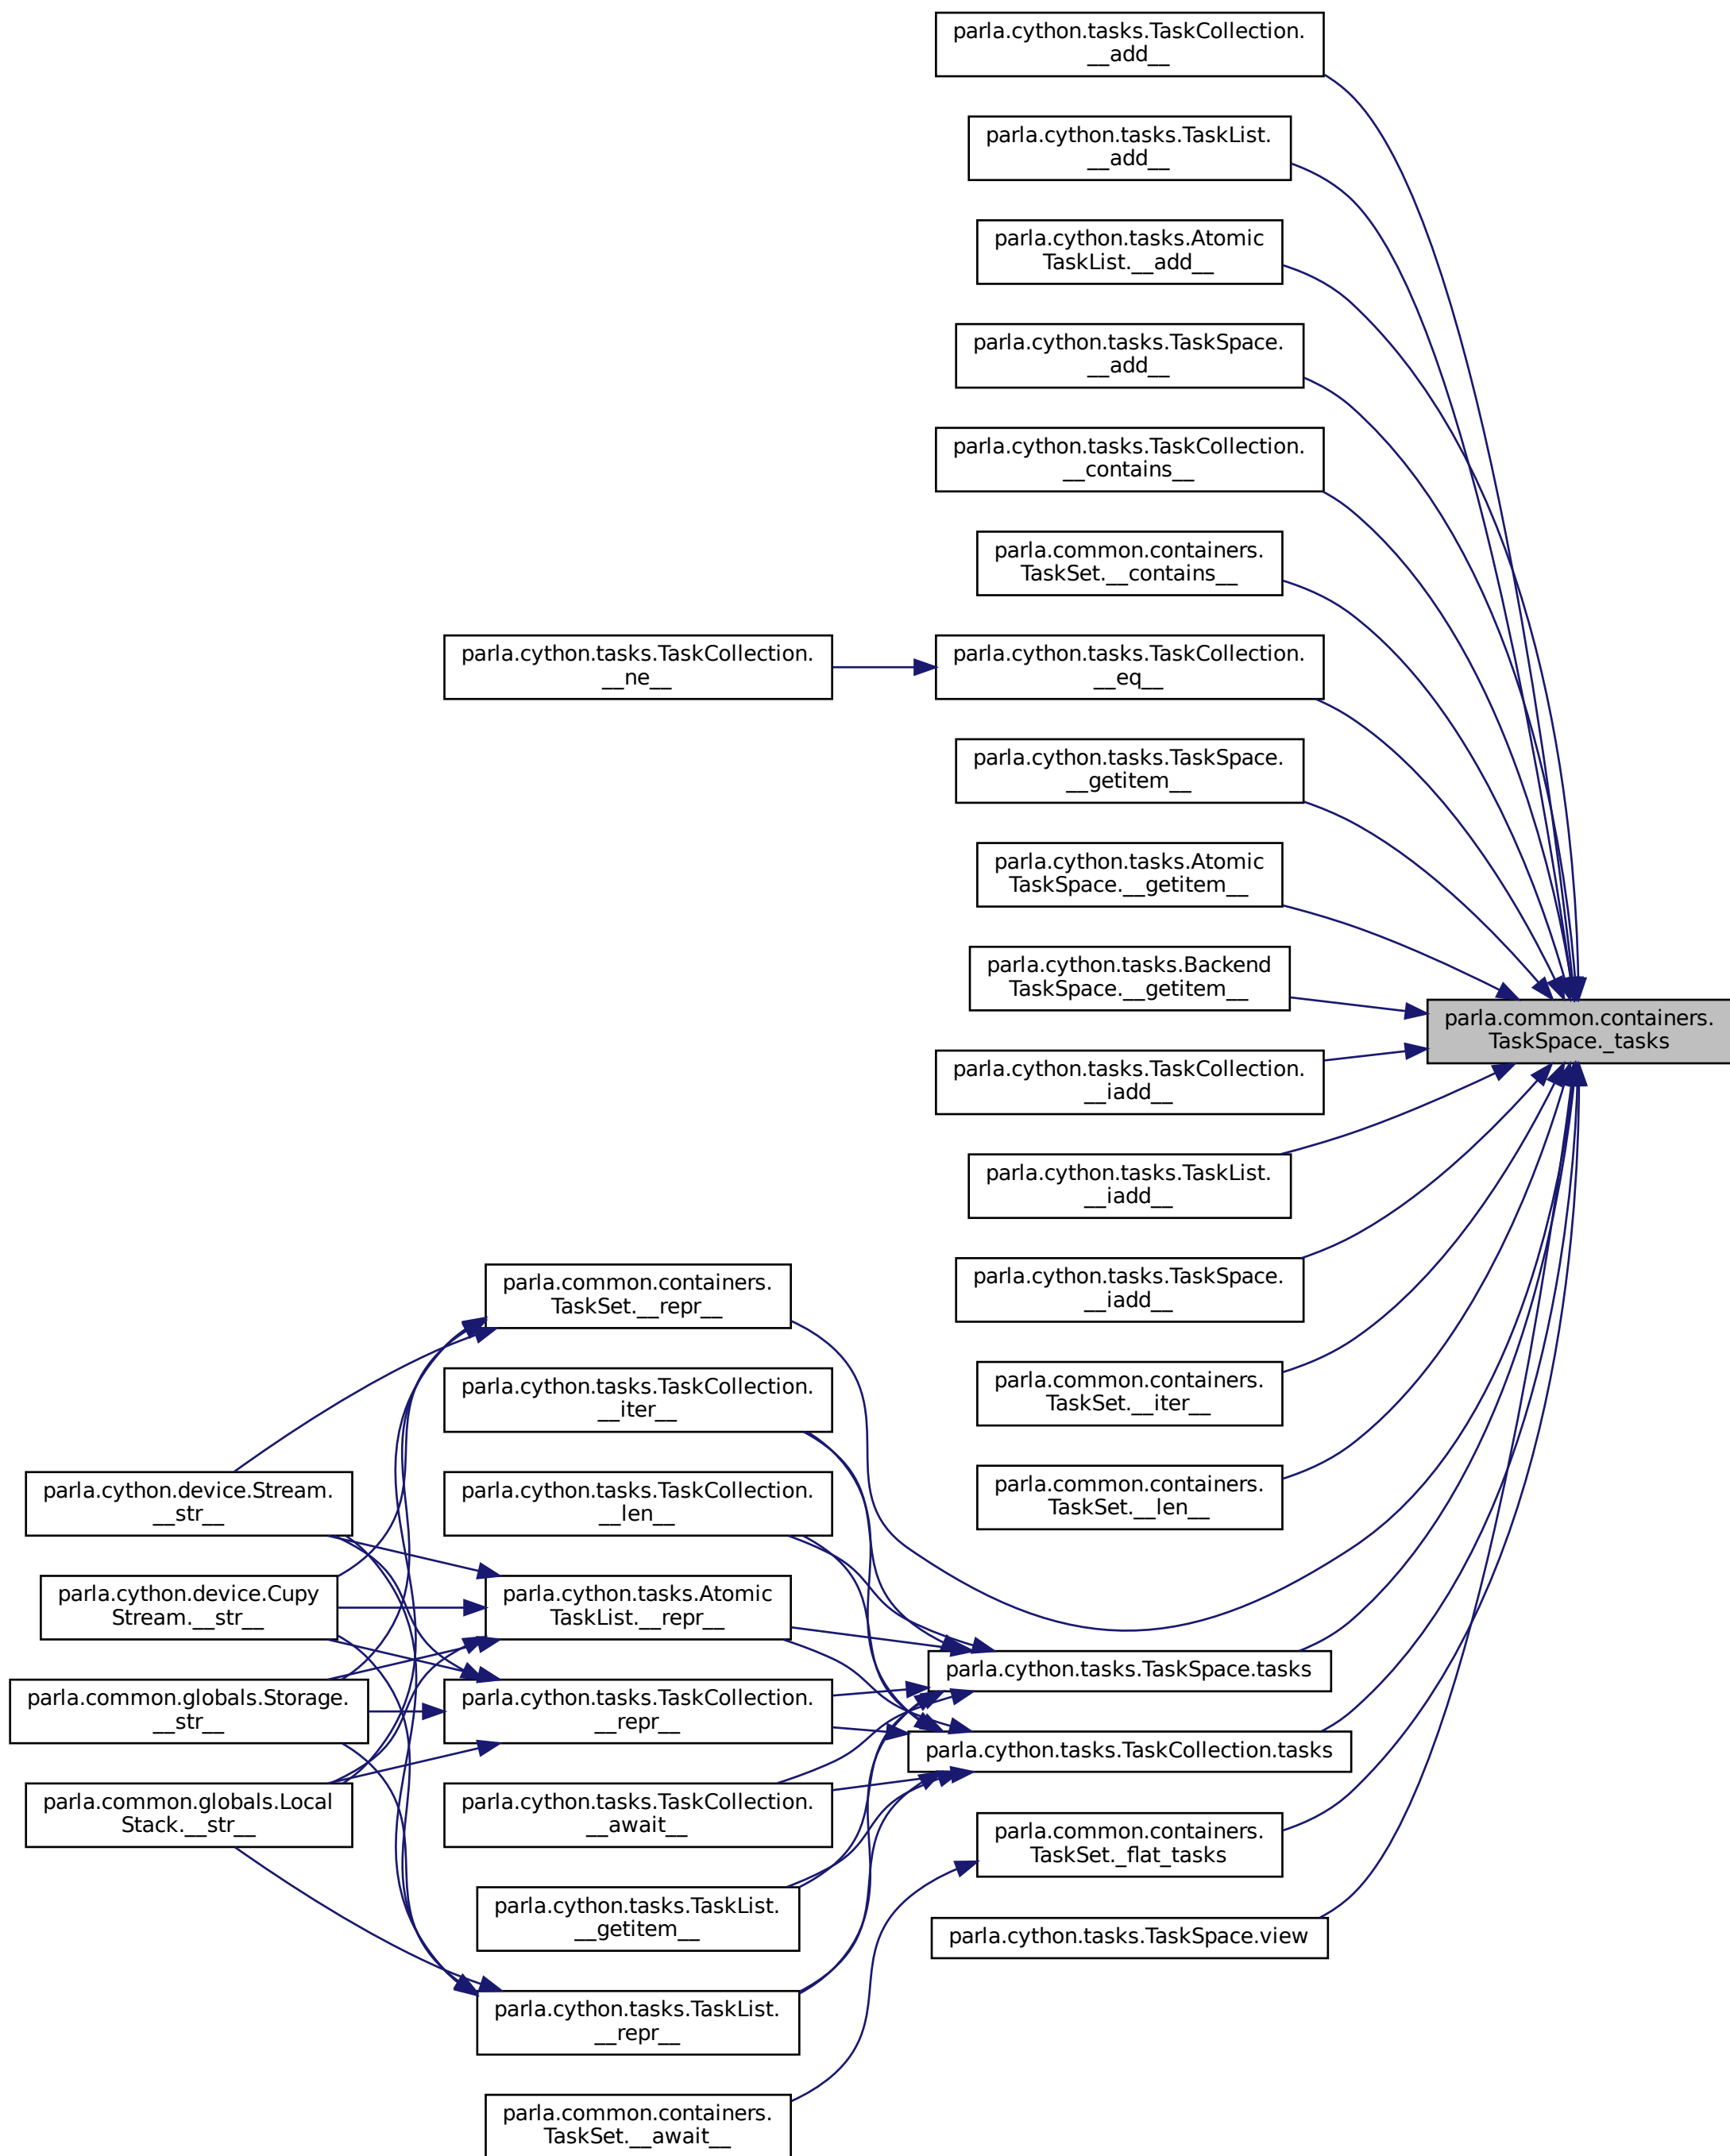 parla.cython.tasks.TaskCollection.
__add__
parla.cython.tasks.TaskList.
__add__
parla.cython.tasks.Atomic
TaskList.__add__
parla.cython.tasks.TaskSpace.
__add__
parla.cython.tasks.TaskCollection.
__contains__
parla.common.containers.
TaskSet.__contains__
parla.cython.tasks.TaskCollection.
__ne__
parla.cython.tasks.TaskCollection.
__eq__
parla.cython.tasks.TaskSpace.
__getitem__
parla.cython.tasks.Atomic
TaskSpace.__getitem__
parla.cython.tasks.Backend
TaskSpace.__getitem__
parla.common.containers.
TaskSpace._tasks
parla.cython.tasks.TaskCollection.
__iadd__
parla.cython.tasks.TaskList.
__iadd__
parla.cython.tasks.TaskSpace.
__iadd__
parla.common.containers.
TaskSet.__repr__
parla.common.containers.
TaskSet.__iter__
parla.cython.tasks.TaskCollection.
__iter__
parla.common.containers.
TaskSet.__len__
parla.cython.device.Stream.
__str__
parla.cython.tasks.TaskCollection.
__len__
parla.cython.device.Cupy
Stream.__str__
parla.cython.tasks.Atomic
TaskList.__repr__
parla.cython.tasks.TaskSpace.tasks
parla.common.globals.Storage.
__str__
parla.cython.tasks.TaskCollection.
__repr__
parla.cython.tasks.TaskCollection.tasks
parla.common.globals.Local
Stack.__str__
parla.cython.tasks.TaskCollection.
__await__
parla.common.containers.
TaskSet._flat_tasks
parla.cython.tasks.TaskList.
__getitem__
parla.cython.tasks.TaskSpace.view
parla.cython.tasks.TaskList.
__repr__
parla.common.containers.
TaskSet.__await__